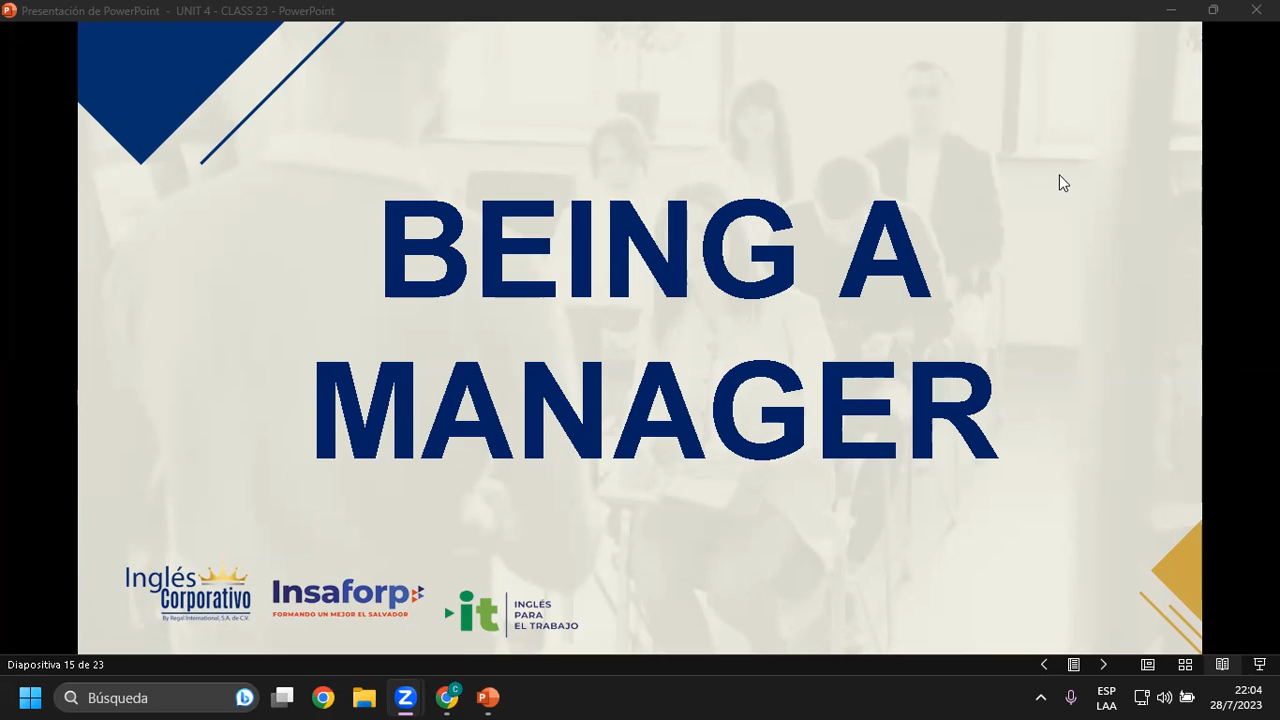 Presentación de PowerPoint - UNIT 4 - CLASS 23 - PowerPoint
BEING A
MANAGER
Inglés
Corporativo
By Regal International, S.A. de C.V.
Insaforp
FORMANDO UN MEJOR EL SALVADOR
it
INGLÉS
PARA
EL TRABAJO
Diapositiva 15 de 23
Búsqueda
C
ESP
LAA
22:04
28/7/2023